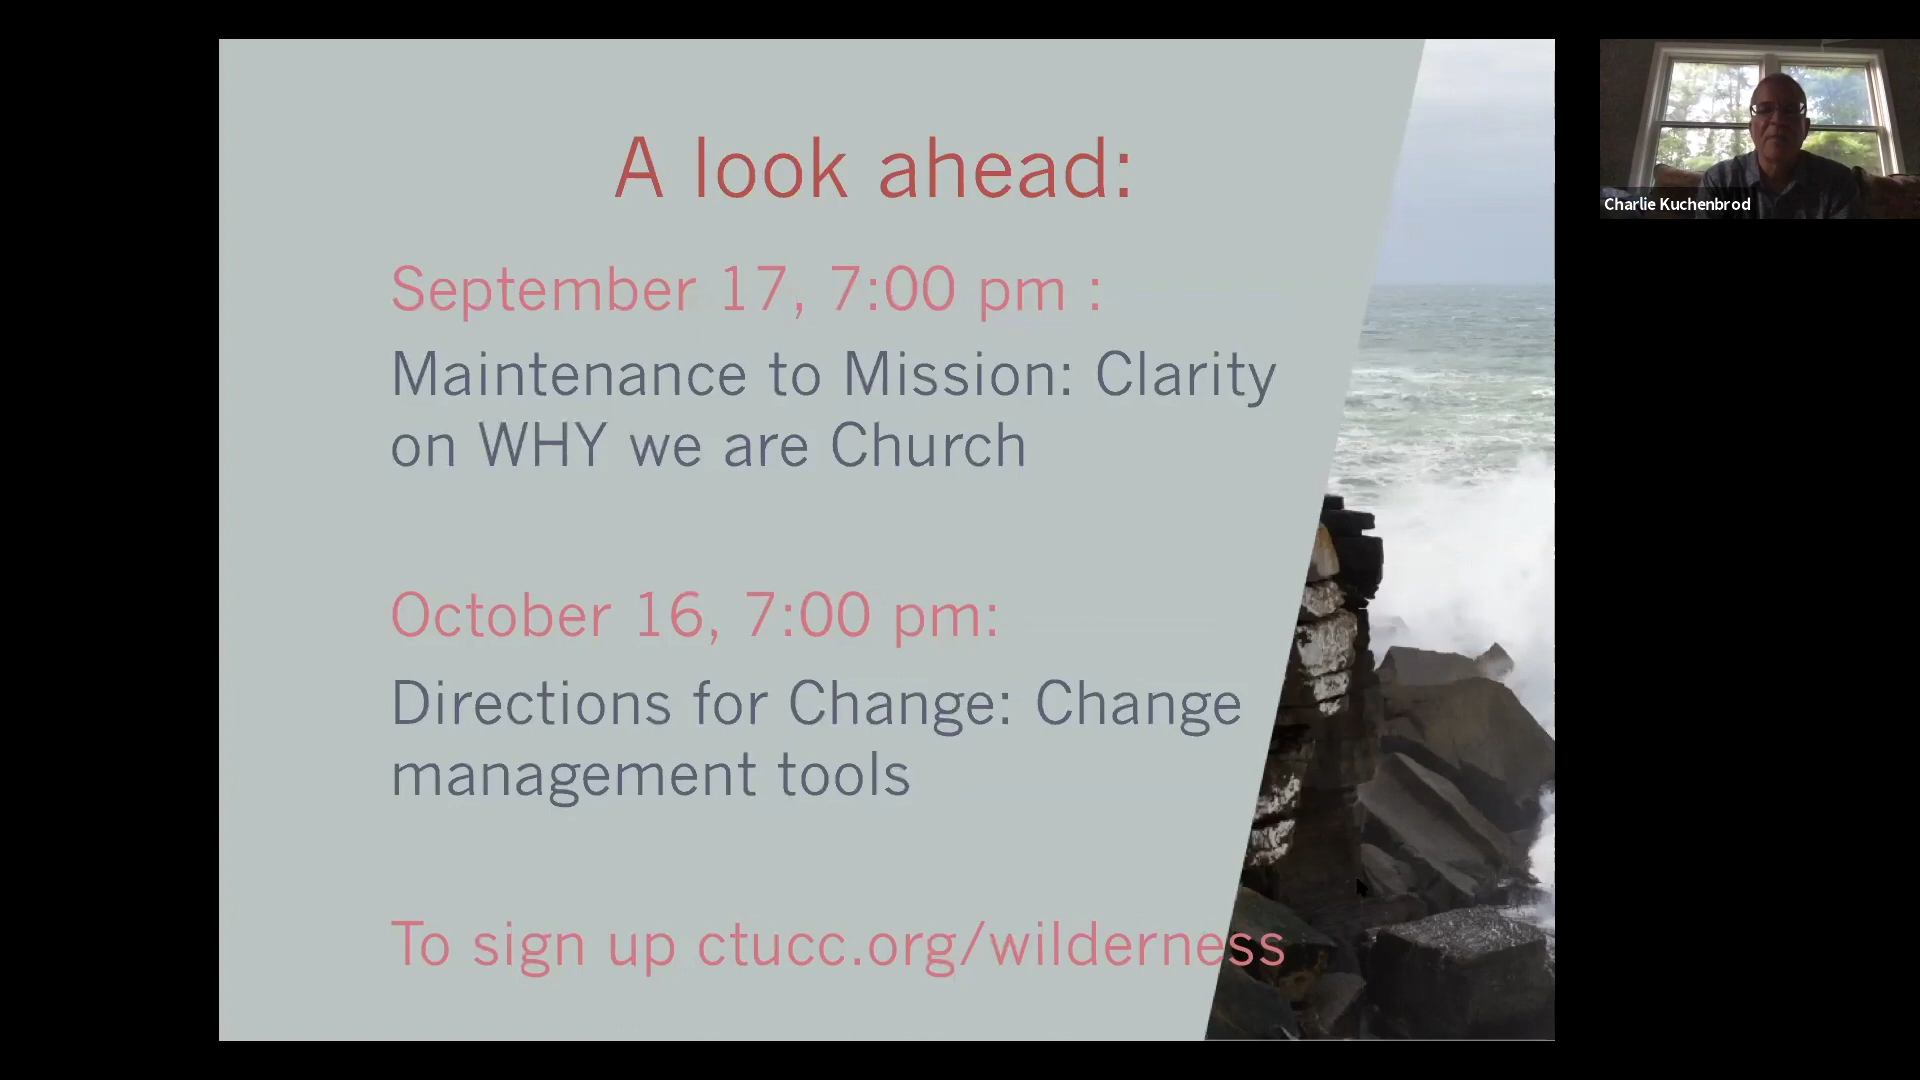 A look ahead:
September 17, 7:00 pm :
Maintenance to Mission: Clarity
on WHY we are Church
October 16, 7:00 pm:
Directions for Change: Change
management tools
To sign up ctucc.org/wilderness
Charlie Kuchenbrod